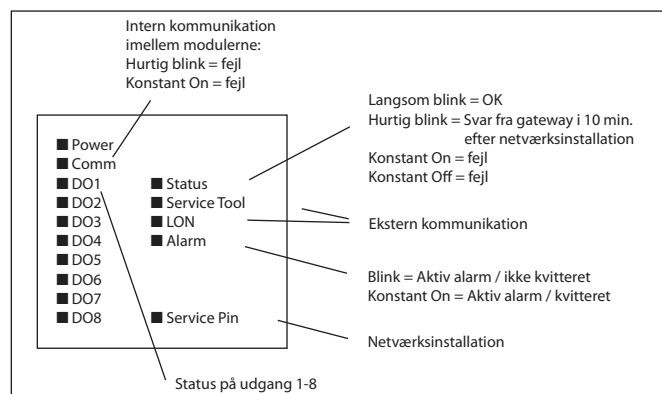 Intern kommunikation
imellem modulerne:
Hurtig blink = fejl
Konstant On = fejl
Power
Comm
DO1
DO2
DO3
DO4
DO5
DO6
DO7
DO8
Status
Service Tool
LON
Alarm
Service Pin
Langsom blink = OK
Hurtig blink = Svar fra gateway i 10 min.
efter netværksinstallation
Konstant On = fejl
Konstant Off = fejl
Ekstern kommunikation
Blink = Aktiv alarm / ikke kvitteret
Konstant On = Aktiv alarm / kvitteret
Netværksinstallation
Status på udgang 1-8